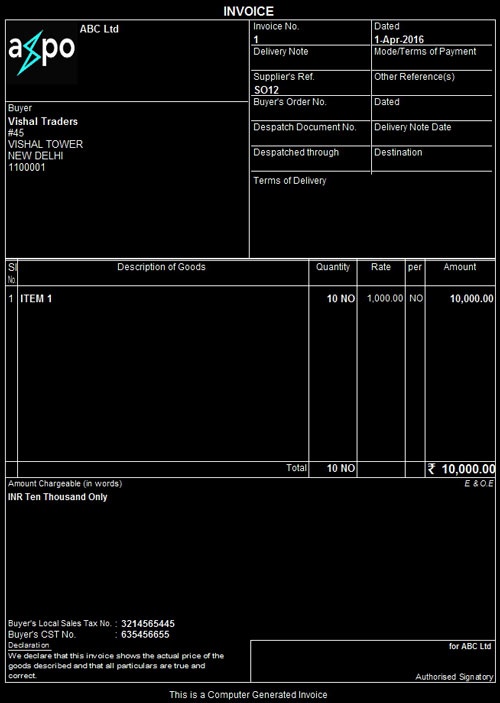 INVOICE
ABC Ltd
Invoice No.
1
Dated
1-Apr-2016
Delivery Note
Mode/Terms of Payment
Supplier's Ref.
SO12
Other Reference(s)
Buyer
Vishal Traders
#45
VISHAL TOWER
NEW DELHI
1100001
Buyer's Order No.
Dated
Despatch Document No.
Delivery Note Date
Despatched through
Destination
Terms of Delivery
Sl No.
Description of Goods
Quantity
Rate
per
Amount
1 ITEM 1 10 NO 1,000.00 NO 10,000.00
Total 10 NO ₹ 10,000.00
Amount Chargeable (in words) E. & O.E
INR Ten Thousand Only
Buyer's Local Sales Tax No. : 3214565445
Buyer's CST No. : 635456655
Declaration
We declare that this invoice shows the actual price of the
goods described and that all particulars are true and
correct.
for ABC Ltd
Authorised Signatory
This is a Computer Generated Invoice